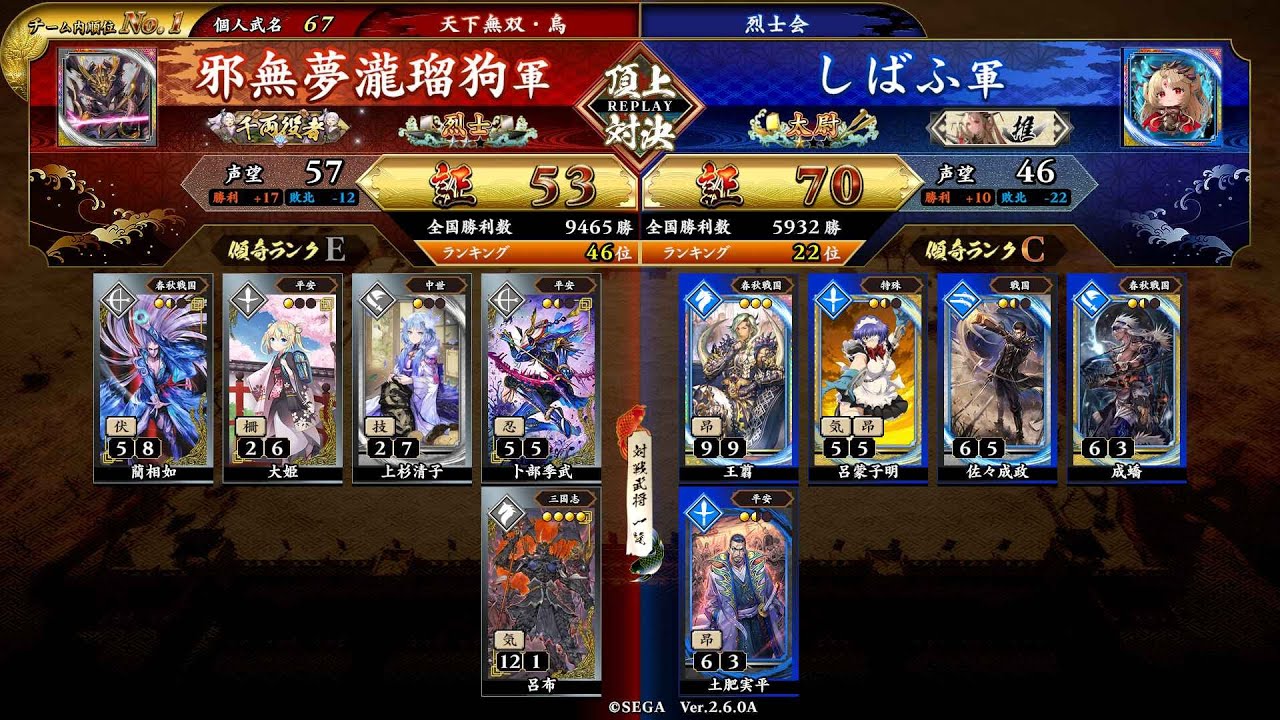 チーム内順位 No.1 個人武名 67 天下無双・烏 烈士会
邪無夢瀧瑠狗軍 頂上 しばふ軍
REPLAY
対決
千両役者 烈士 太尉 推
声望 57 証 53 証 70 声望 46
勝利 +17 敗北 -12 勝利 +10 敗北 -22
全国勝利数 9465勝 全国勝利数 5932勝
傾奇ランクE ランキング 46位 ランキング 22位 傾奇ランクC
春秋戦国 平安 中世 平安 春秋戦国 特殊 戦国 春秋戦国
伏 柵 技 忍 昂 気 昂
5 8 2 6 2 7 5 5 9 9 5 5 6 5 6 3
藺相如 大姫 上杉清子 卜部季武 王翦 呂蒙子明 佐々成政 成蟜
対戦武将一覧
三国志 平安
気 昂
12 1 6 3
呂布 土肥実平
©SEGA Ver.2.6.0A